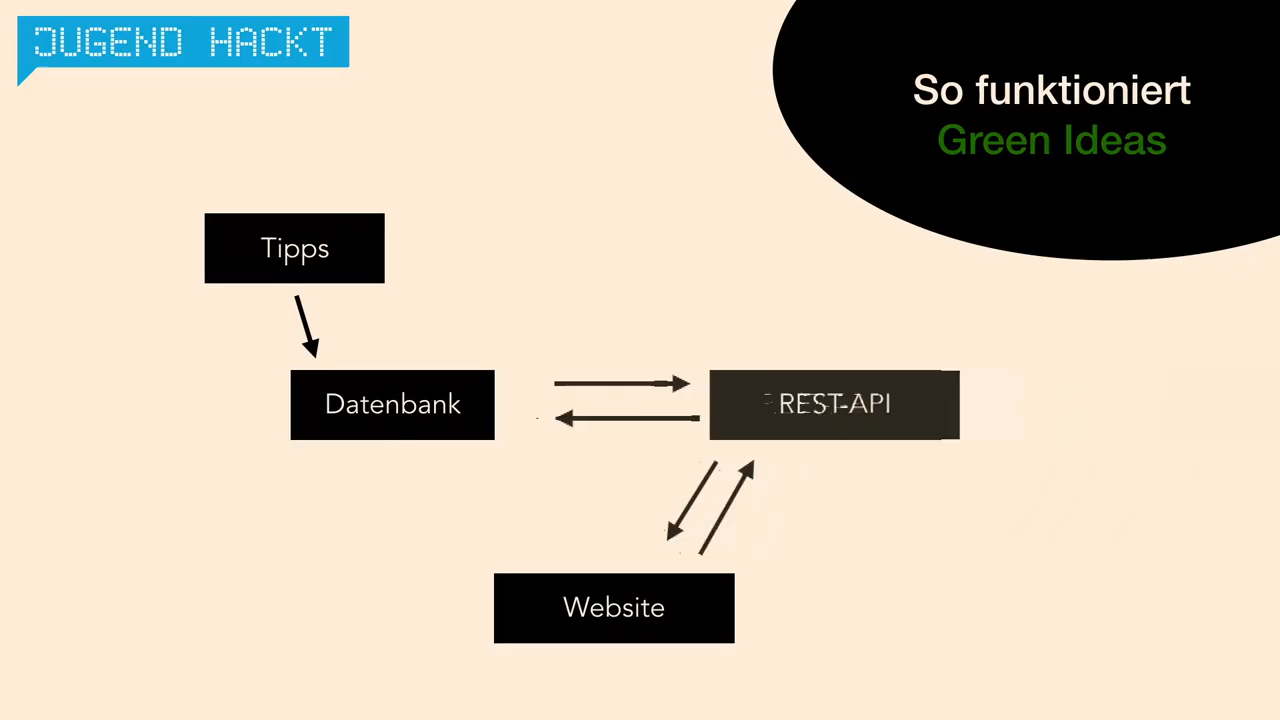 JUGEND HACKT
So funktioniert
Green Ideas
Tipps
Datenbank
REST-API
Website